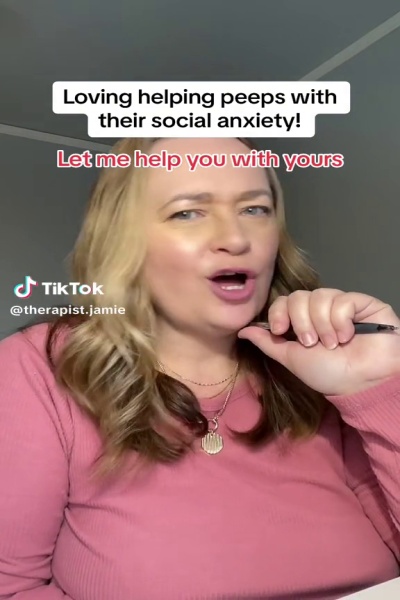 Loving helping peeps with
their social anxiety!
Let me help you with yours
TikTok
@therapist.jamie